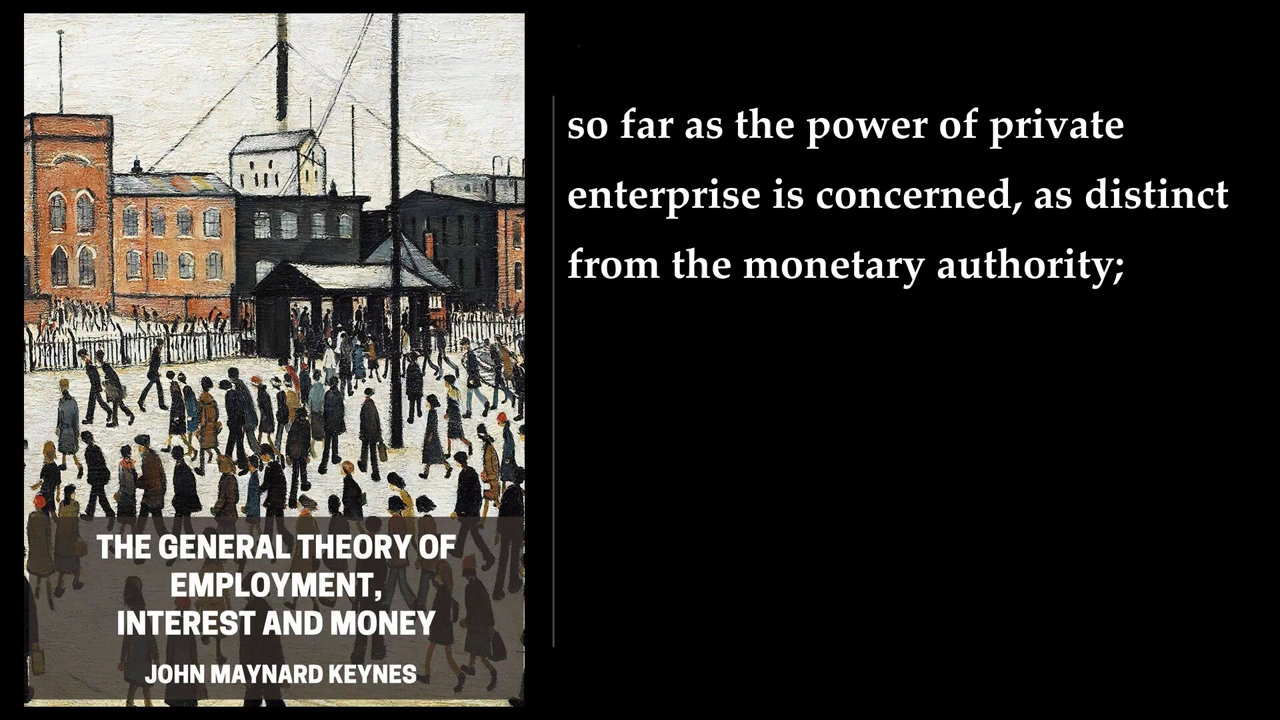 THE GENERAL THEORY OF
EMPLOYMENT,
INTEREST AND MONEY
JOHN MAYNARD KEYNES
so far as the power of private
enterprise is concerned, as distinct
from the monetary authority;